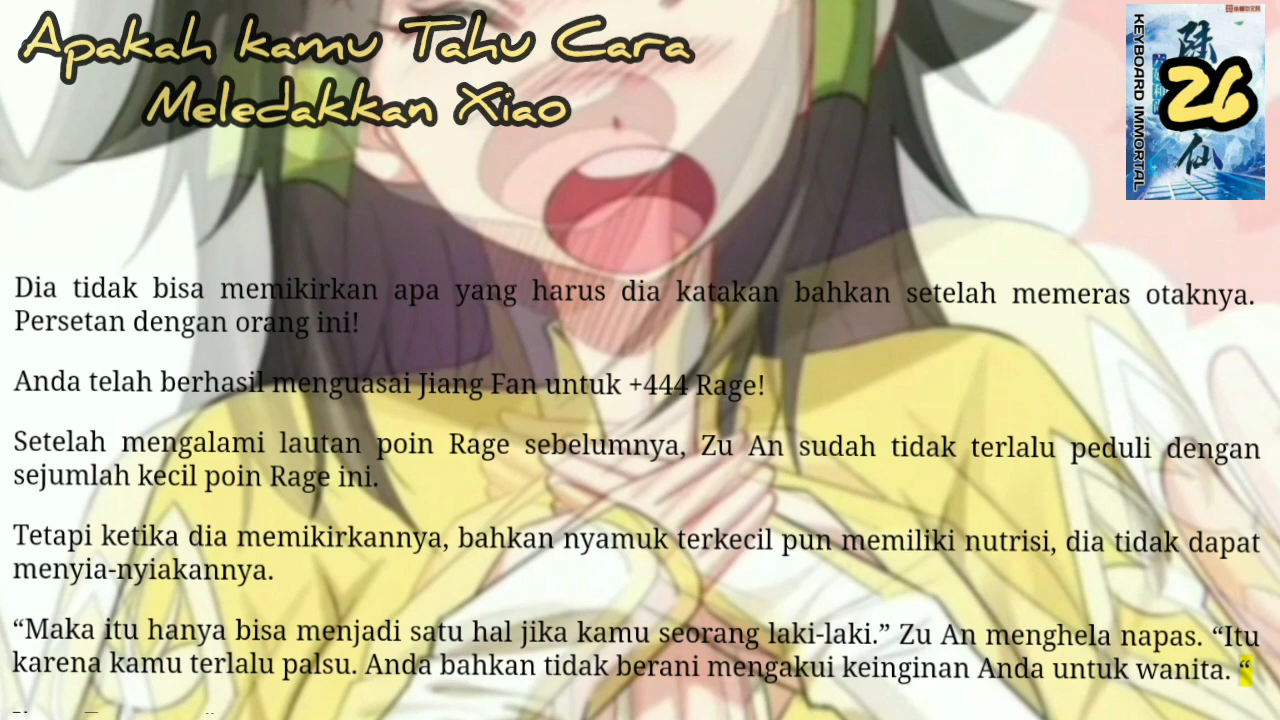 Apakah kamu Tahu Cara
Meledakkan Xiao
陆
26
仙
KEYBOARD IMMORTAL
Dia tidak bisa memikirkan apa yang harus dia katakan bahkan setelah memeras otaknya.
Persetan dengan orang ini!
Anda telah berhasil menguasai Jiang Fan untuk +444 Rage!
Setelah mengalami lautan poin Rage sebelumnya, Zu An sudah tidak terlalu peduli dengan
sejumlah kecil poin Rage ini.
Tetapi ketika dia memikirkannya, bahkan nyamuk terkecil pun memiliki nutrisi, dia tidak dapat
menyia-nyiakannya.
“Maka itu hanya bisa menjadi satu hal jika kamu seorang laki-laki.” Zu An menghela napas. “Itu
karena kamu terlalu palsu. Anda bahkan tidak berani mengakui keinginan Anda untuk wanita. “